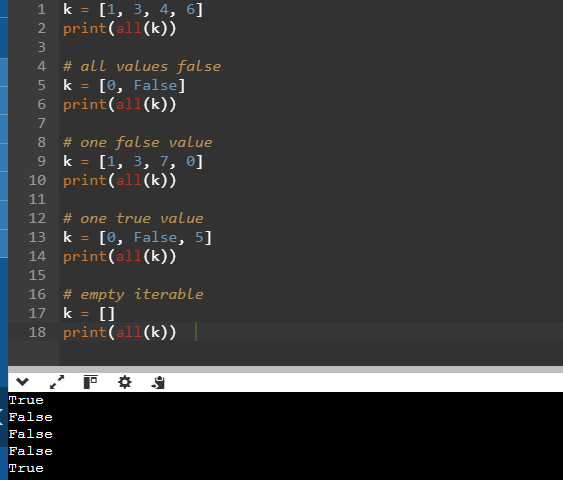 1 k = [1, 3, 4, 6]
2 print(all(k))
3
4 # all values false
5 k = [0, False]
6 print(all(k))
7
8 # one false value
9 k = [1, 3, 7, 0]
10 print(all(k))
11
12 # one true value
13 k = [0, False, 5]
14 print(all(k))
15
16 # empty iterable
17 k = []
18 print(all(k))
True
False
False
False
True